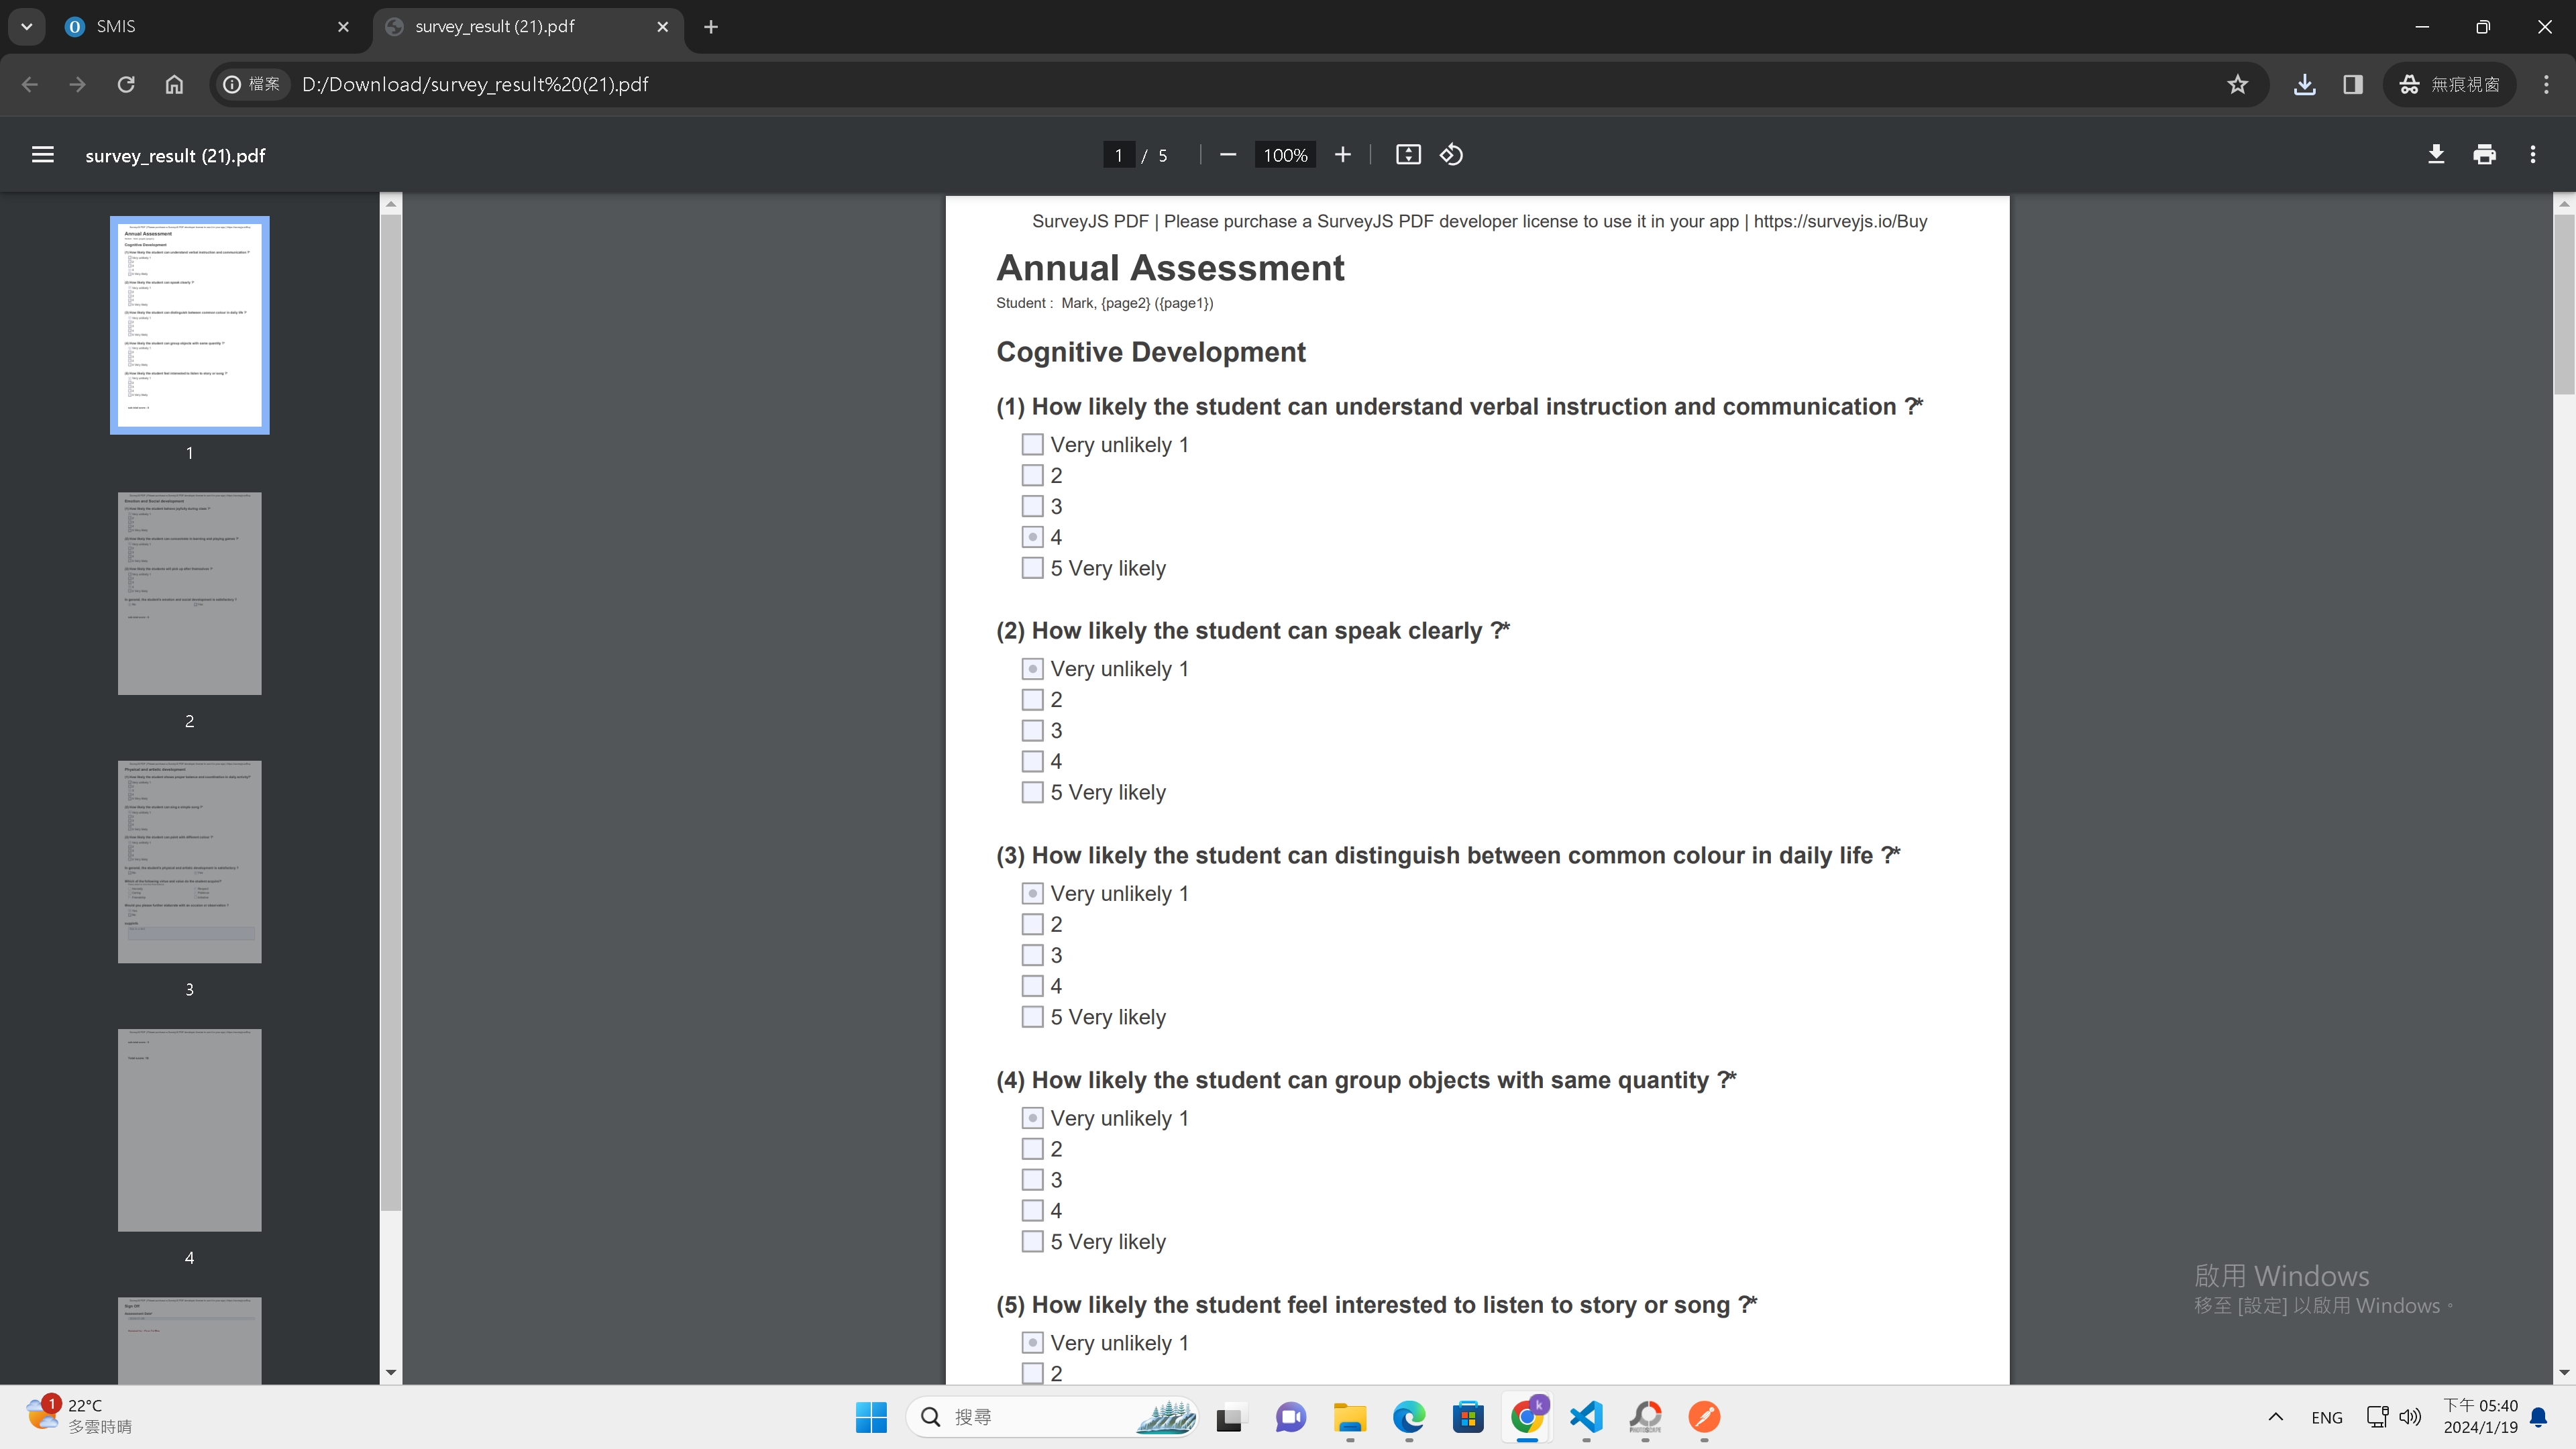 SMIS
survey_result (21).pdf
檔案
D:/Download/survey_result%20(21).pdf
無痕視窗
survey_result (21).pdf
1 / 5
100%
1
2
3
4
SurveyJS PDF | Please purchase a SurveyJS PDF developer license to use it in your app | https://surveyjs.io/Buy
Annual Assessment
Student : Mark, {page2} ({page1})
Cognitive Development
(1) How likely the student can understand verbal instruction and communication ?*
Very unlikely 1
2
3
4
5 Very likely
(2) How likely the student can speak clearly ?*
Very unlikely 1
2
3
4
5 Very likely
(3) How likely the student can distinguish between common colour in daily life ?*
Very unlikely 1
2
3
4
5 Very likely
(4) How likely the student can group objects with same quantity ?*
Very unlikely 1
2
3
4
5 Very likely
(5) How likely the student feel interested to listen to story or song ?*
Very unlikely 1
2
啟用 Windows
移至 [設定] 以啟用 Windows。
1
22°C
多雲時晴
搜尋
k
ENG
下午 05:40
2024/1/19